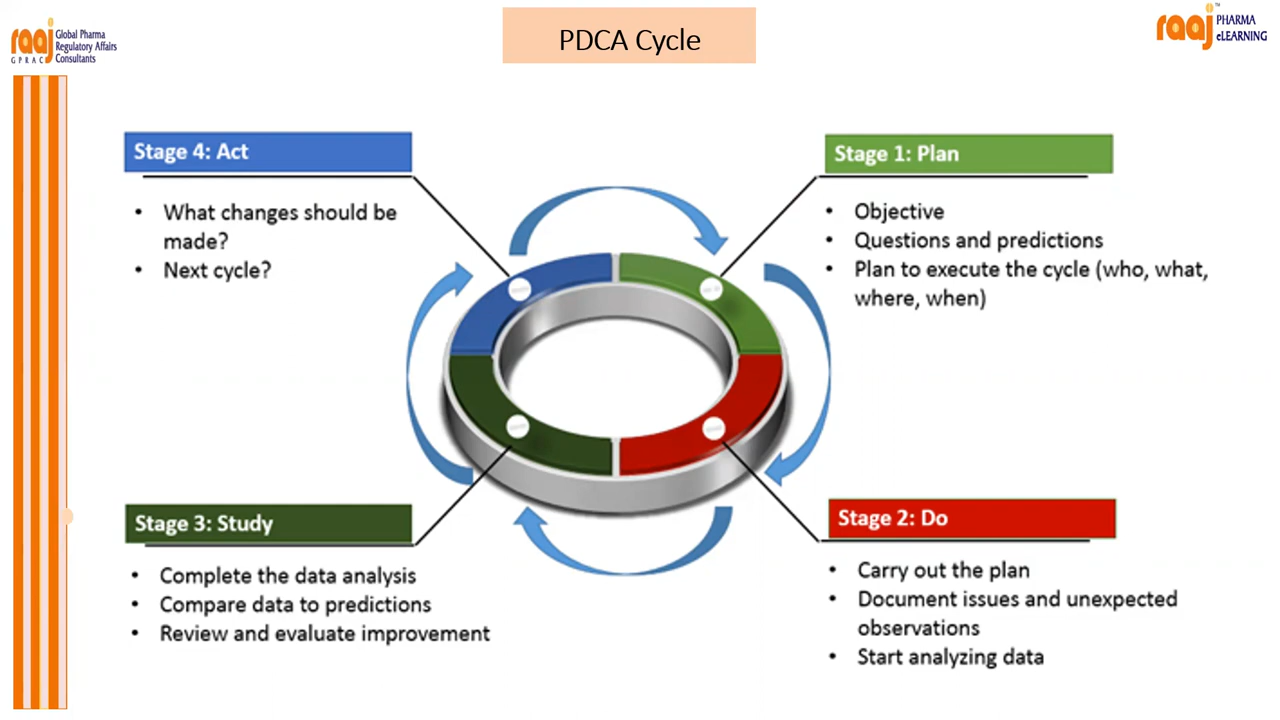 raaj
Global Pharma
Regulatory Affairs
Consultants
GPRAC
PDCA Cycle
raaj
TM
PHARMA
eLEARNING
Stage 4: Act
• What changes should be
made?
• Next cycle?
Stage 1: Plan
• Objective
• Questions and predictions
• Plan to execute the cycle (who, what,
where, when)
Stage 3: Study
• Complete the data analysis
• Compare data to predictions
• Review and evaluate improvement
Stage 2: Do
• Carry out the plan
• Document issues and unexpected
observations
• Start analyzing data